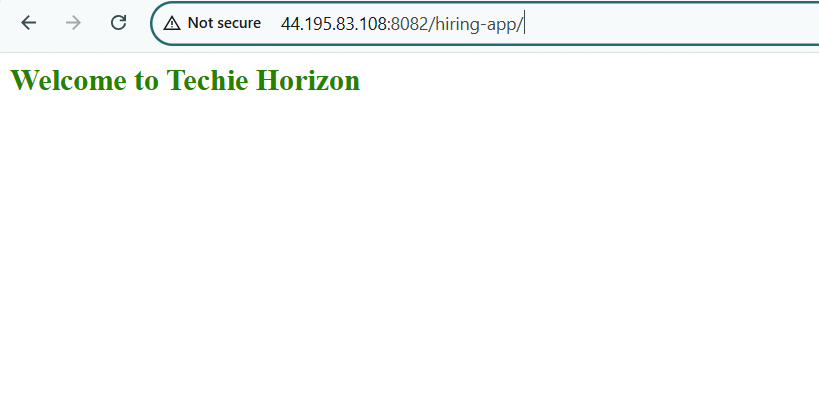 Not secure 44.195.83.108:8082/hiring-app/
Welcome to Techie Horizon